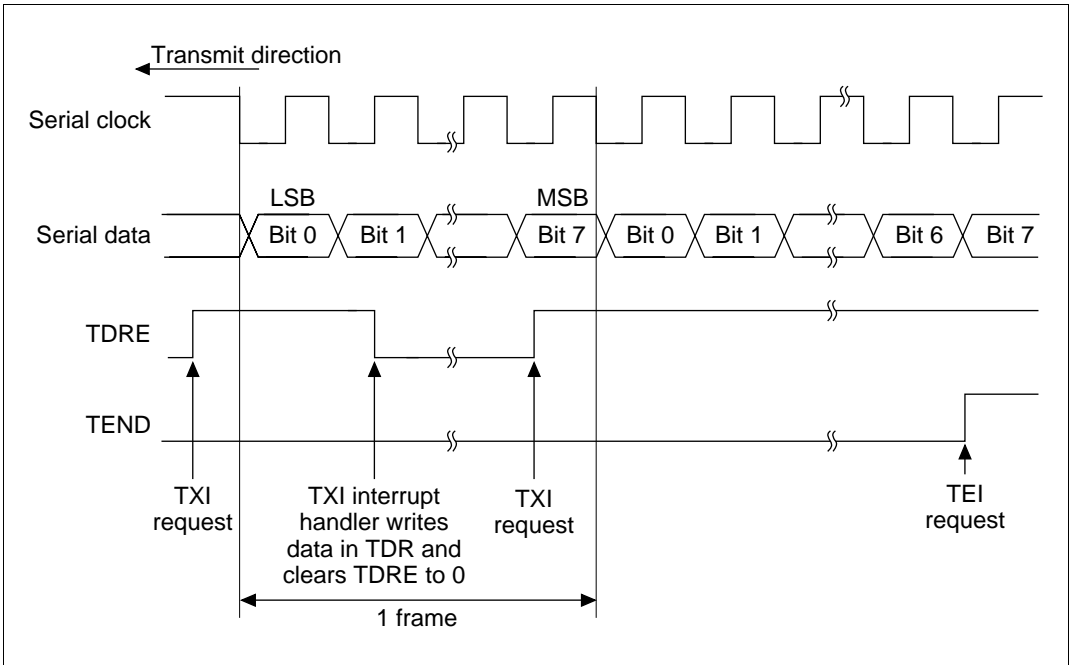 Transmit direction
Serial clock
LSB
MSB
Serial data
Bit 0
Bit 1
Bit 7
Bit 0
Bit 1
Bit 6
Bit 7
TDRE
TEND
TXI
request
TXI interrupt
handler writes
data in TDR and
clears TDRE to 0
TXI
request
TEI
request
1 frame